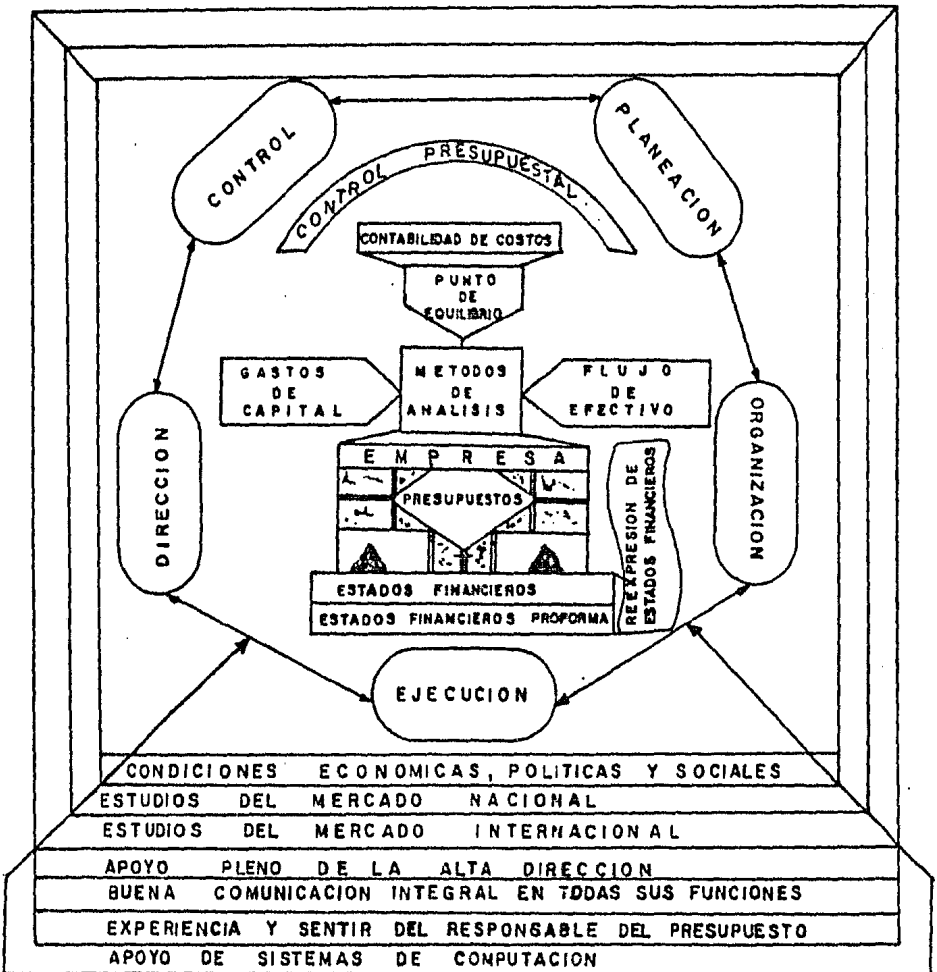 CONTROL
PLANEACION
CONTROL PRESUPUESTAL
CONTABILIDAD DE COSTOS
PUNTO
DE
EQUILIBRIO
GASTOS
DE
CAPITAL
METODOS
DE
ANALISIS
FLUJO
DE
EFECTIVO
DIRECCION
ORGANIZACION
EMPRESA
PRESUPUESTOS
REEXPRESION DE
ESTADOS FINANCIEROS
ESTADOS FINANCIEROS
ESTADOS FINANCIEROS PROFORMA
EJECUCION
CONDICIONES ECONOMICAS, POLITICAS Y SOCIALES
ESTUDIOS DEL MERCADO NACIONAL
ESTUDIOS DEL MERCADO INTERNACIONAL
APOYO PLENO DE LA ALTA DIRECCION
BUENA COMUNICACION INTEGRAL EN TODAS SUS FUNCIONES
EXPERIENCIA Y SENTIR DEL RESPONSABLE DEL PRESUPUESTO
APOYO DE SISTEMAS DE COMPUTACION